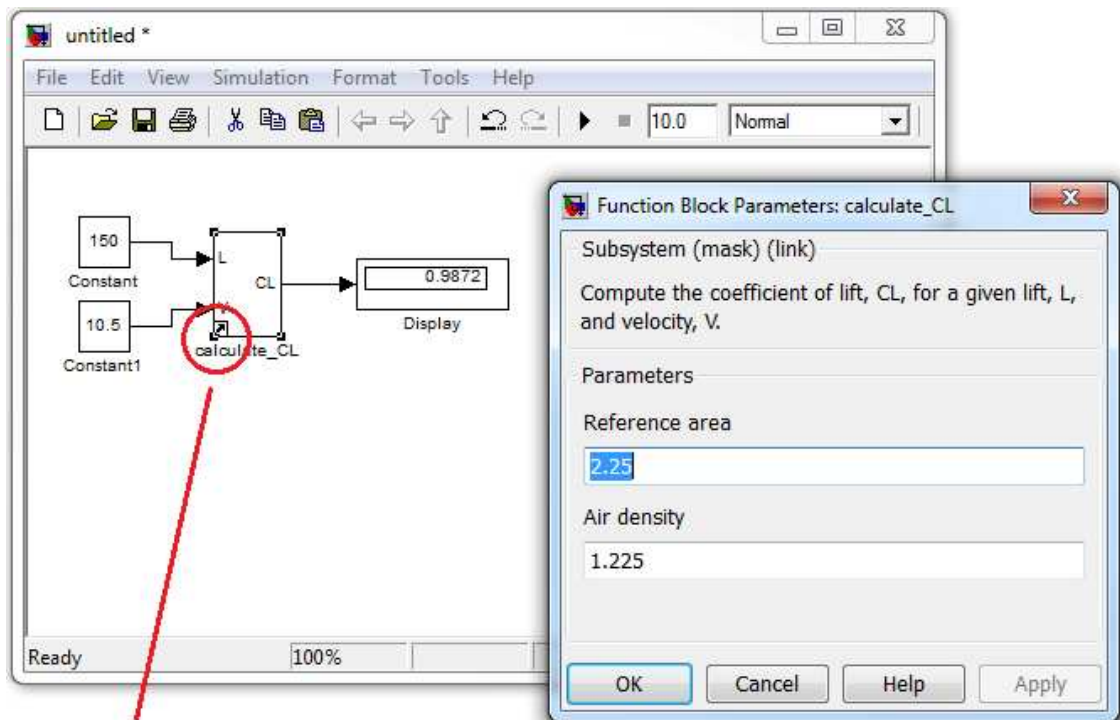 untitled *
File Edit View Simulation Format Tools Help
10.0 Normal
150
Constant
10.5
Constant1
L
V
CL
calculate_CL
0.9872
Display
Ready 100%
Function Block Parameters: calculate_CL
Subsystem (mask) (link)
Compute the coefficient of lift, CL, for a given lift, L,
and velocity, V.
Parameters
Reference area
2.25
Air density
1.225
OK Cancel Help Apply